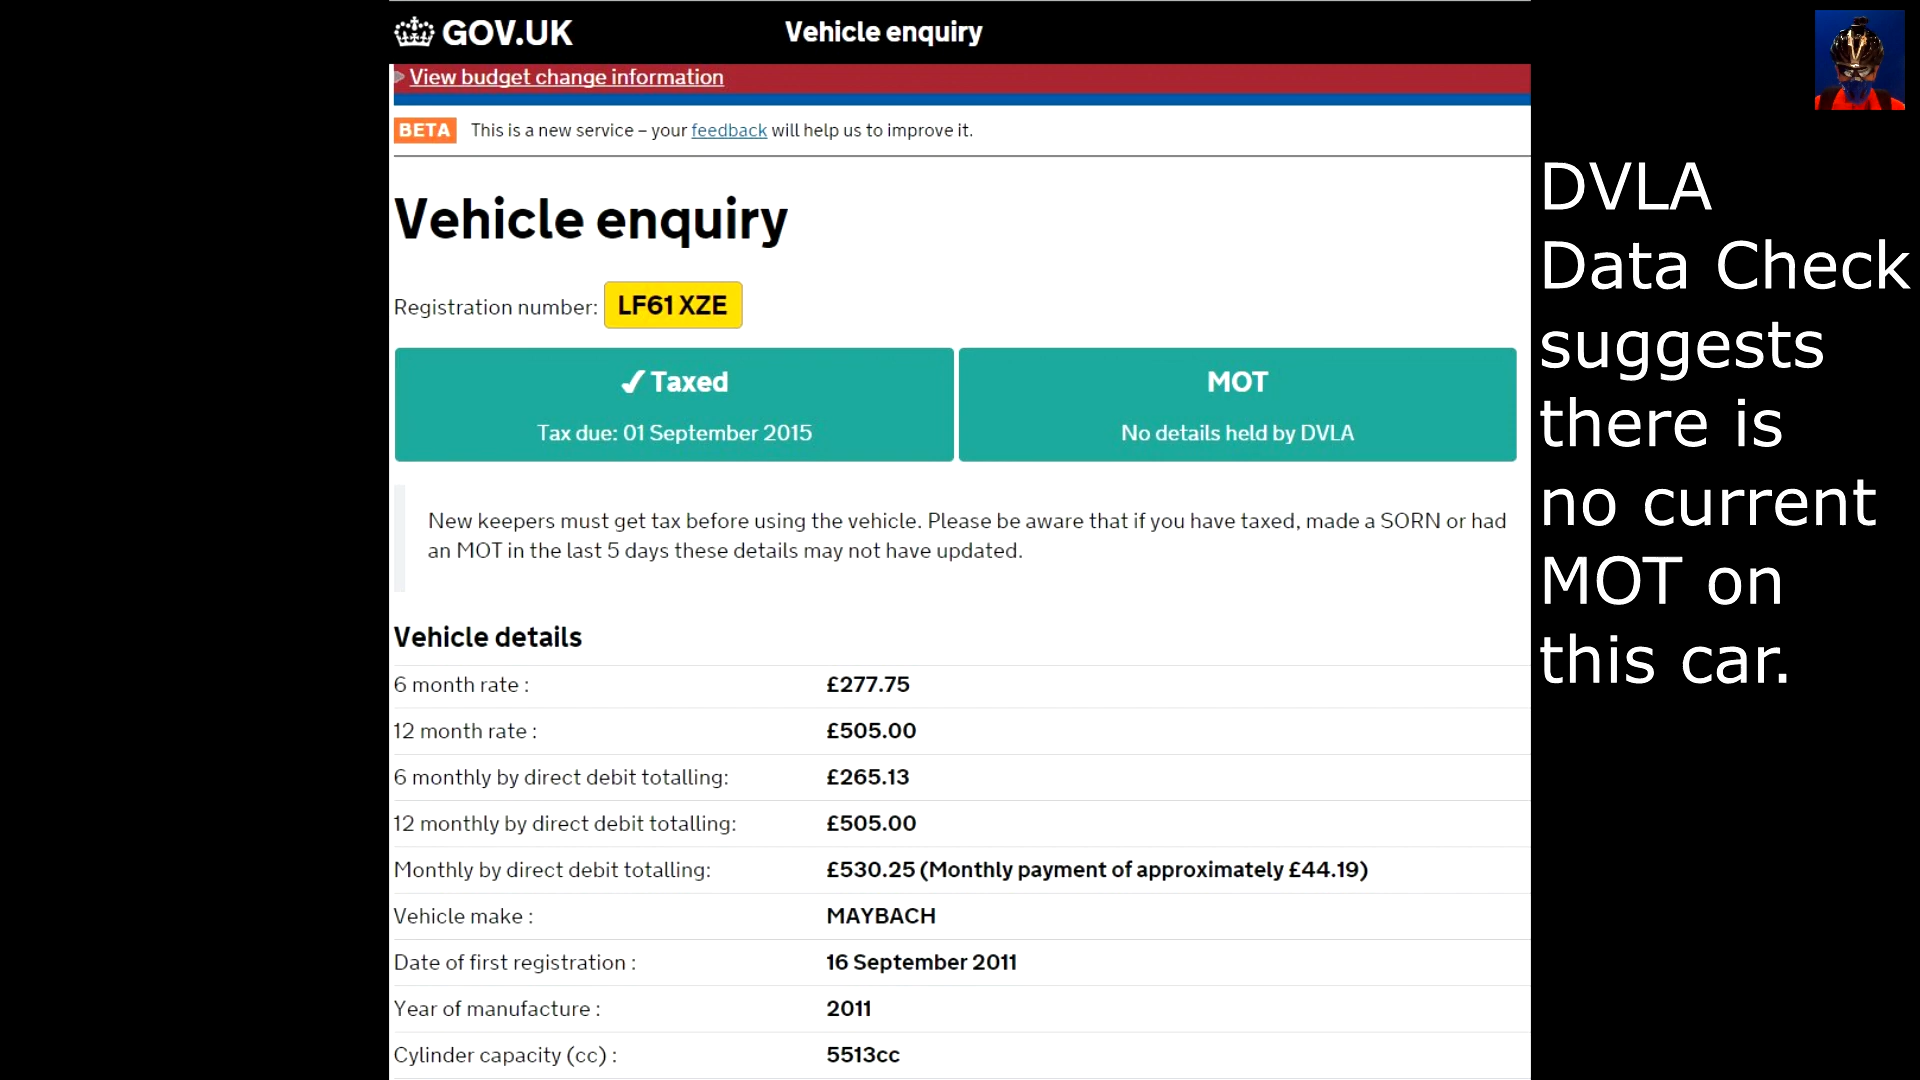 GOV.UK Vehicle enquiry
View budget change information
BETA This is a new service – your feedback will help us to improve it.
Vehicle enquiry
Registration number: LF61 XZE
✓ Taxed
Tax due: 01 September 2015
MOT
No details held by DVLA
New keepers must get tax before using the vehicle. Please be aware that if you have taxed, made a SORN or had
an MOT in the last 5 days these details may not have updated.
Vehicle details
6 month rate : £277.75
12 month rate : £505.00
6 monthly by direct debit totalling: £265.13
12 monthly by direct debit totalling: £505.00
Monthly by direct debit totalling: £530.25 (Monthly payment of approximately £44.19)
Vehicle make : MAYBACH
Date of first registration : 16 September 2011
Year of manufacture : 2011
Cylinder capacity (cc) : 5513cc
DVLA
Data Check
suggests
there is
no current
MOT on
this car.